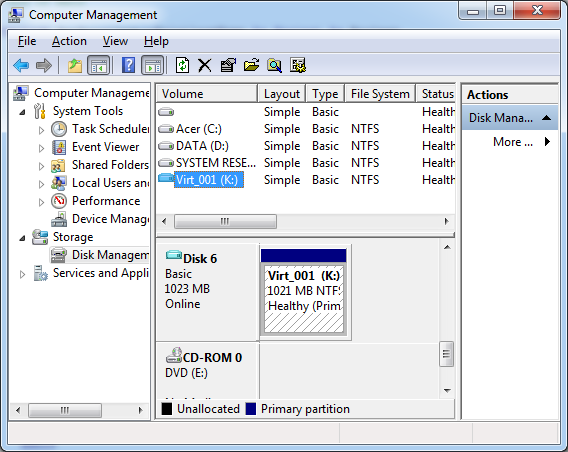 Computer Management
File Action View Help
Computer Manageme
System Tools
Task Scheduler
Event Viewer
Shared Folders
Local Users and
Performance
Device Manag
Storage
Disk Managem
Services and Appli
Volume Layout Type File System Status
Simple Basic Health
Acer (C:) Simple Basic NTFS Health
DATA (D:) Simple Basic NTFS Health
SYSTEM RESE... Simple Basic NTFS Health
Virt_001 (K:) Simple Basic NTFS Health
Disk 6
Basic
1023 MB
Online
Virt_001 (K:)
1021 MB NTFS
Healthy (Prim
CD-ROM 0
DVD (E:)
Unallocated Primary partition
Actions
Disk Mana...
More ...